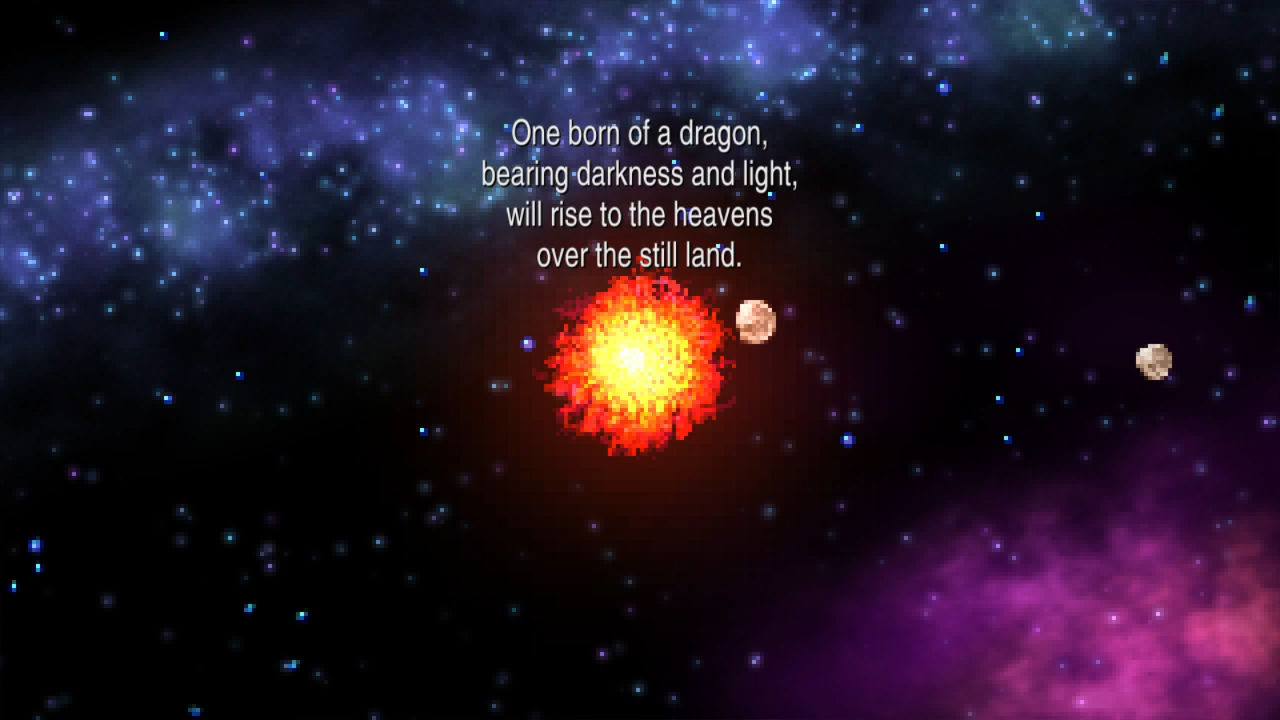 One born of a dragon,
bearing darkness and light,
will rise to the heavens
over the still land.